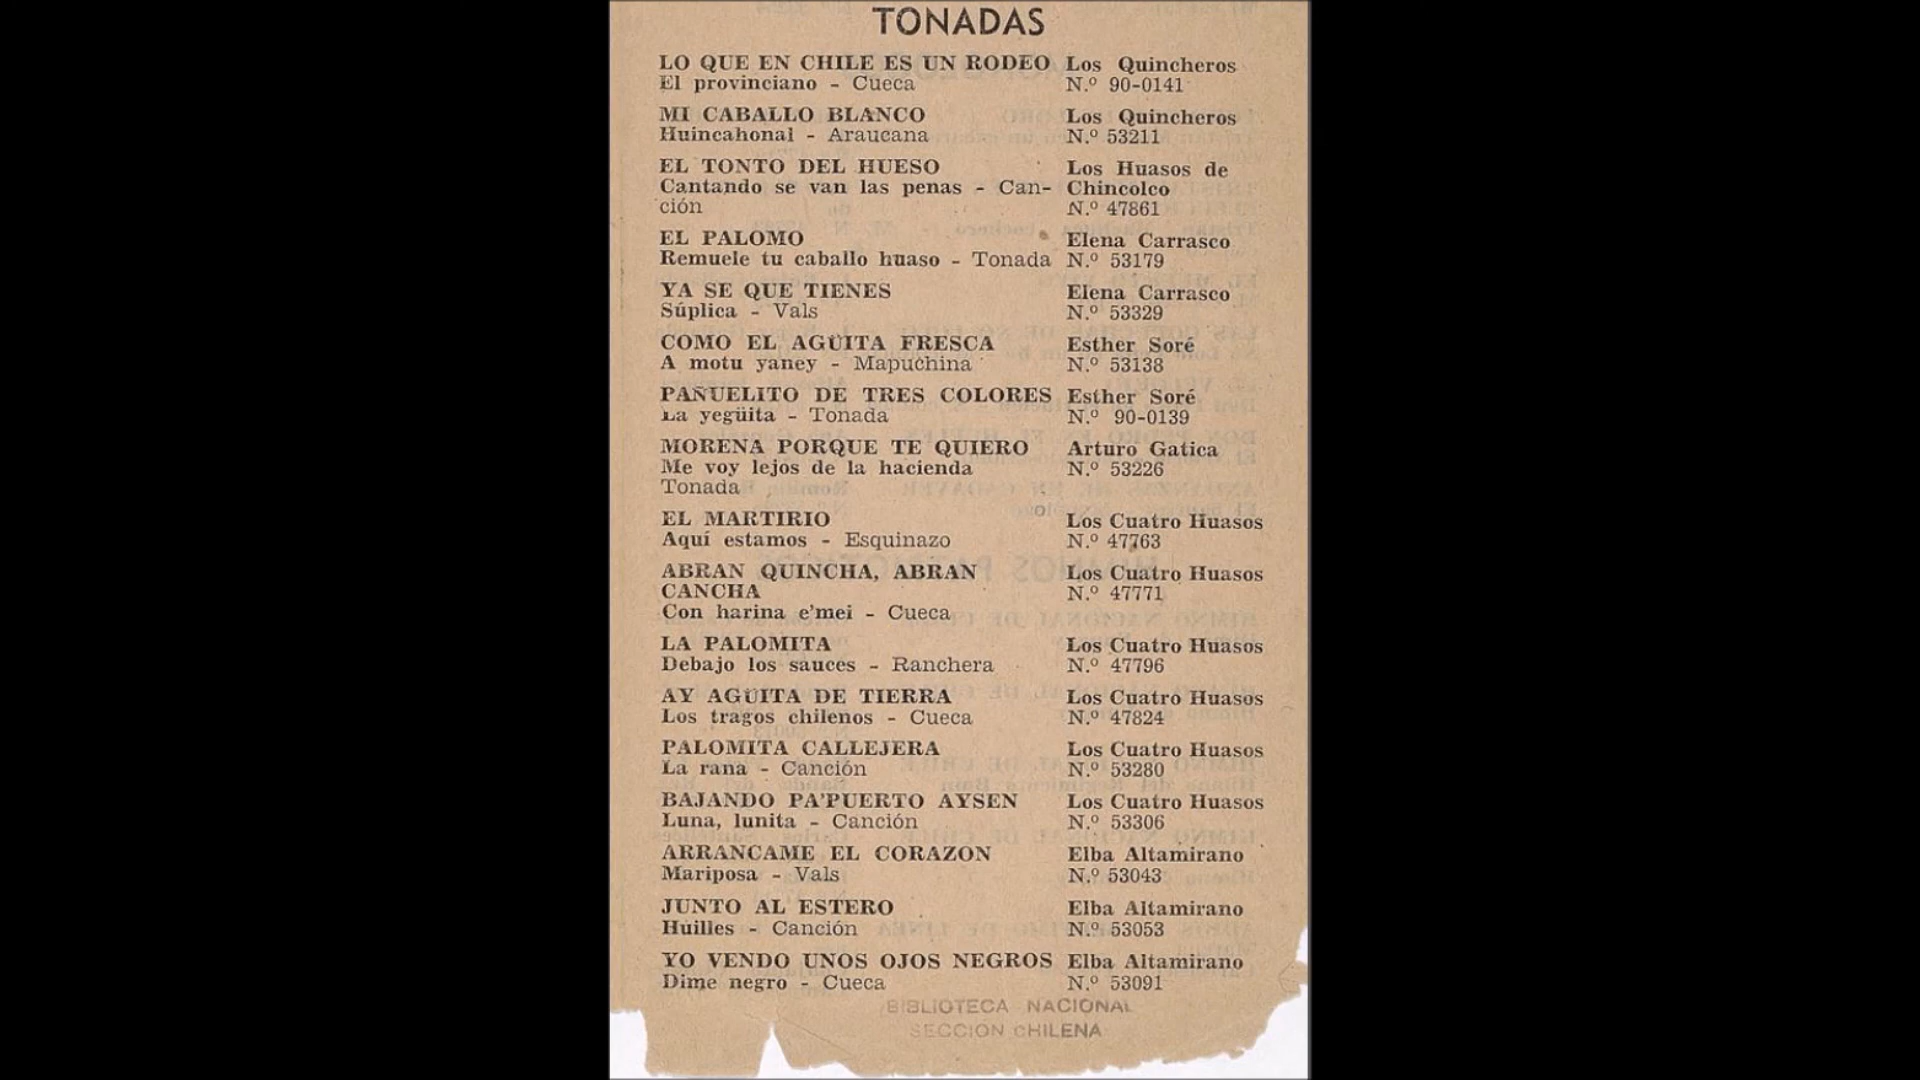 TONADAS
LO QUE EN CHILE ES UN RODEO Los Quincheros
El provinciano - Cueca N.º 90-0141
MI CABALLO BLANCO Los Quincheros
Huincahonal - Araucana N.º 53211
EL TONTO DEL HUESO Los Huasos de
Cantando se van las penas - Can- Chincolco
ción N.º 47861
EL PALOMO Elena Carrasco
Remuele tu caballo huaso - Tonada N.º 53179
YA SE QUE TIENES Elena Carrasco
Súplica - Vals N.º 53329
COMO EL AGUITA FRESCA Esther Soré
A motu yaney - Mapuchina N.º 53138
PAÑUELITO DE TRES COLORES Esther Soré
La yegüita - Tonada N.º 90-0139
MORENA PORQUE TE QUIERO Arturo Gatica
Me voy lejos de la hacienda N.º 53226
Tonada
EL MARTIRIO Los Cuatro Huasos
Aquí estamos - Esquinazo N.º 47763
ABRAN QUINCHA, ABRAN Los Cuatro Huasos
CANCHA N.º 47771
Con harina e'mei - Cueca
LA PALOMITA Los Cuatro Huasos
Debajo los sauces - Ranchera N.º 47796
AY AGUITA DE TIERRA Los Cuatro Huasos
Los tragos chilenos - Cueca N.º 47824
PALOMITA CALLEJERA Los Cuatro Huasos
La rana - Canción N.º 53280
BAJANDO PA'PUERTO AYSEN Los Cuatro Huasos
Luna, lunita - Canción N.º 53306
ARRANCAME EL CORAZON Elba Altamirano
Mariposa - Vals N.º 53043
JUNTO AL ESTERO Elba Altamirano
Huilles - Canción N.º 53053
YO VENDO UNOS OJOS NEGROS Elba Altamirano
Dime negro - Cueca N.º 53091
BIBLIOTECA NACIONAL
SECCION CHILENA